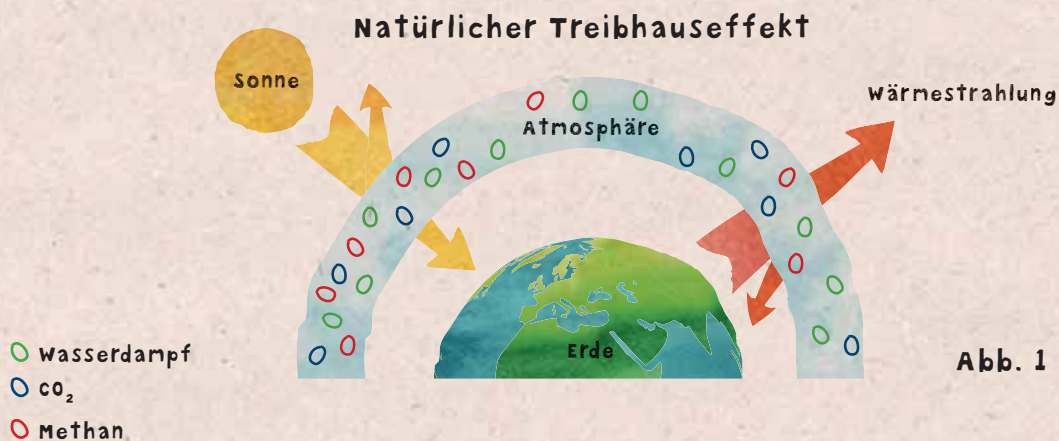 Natürlicher Treibhauseffekt
Sonne
Wärmestrahlung
Atmosphäre
Erde
Wasserdampf
CO₂
Methan
Abb. 1